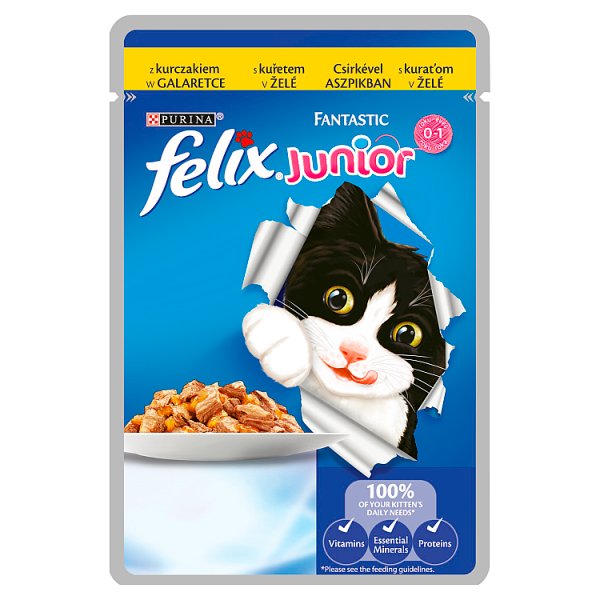 z kurczakiem
w GALARETCE
s kuřetem
v ŽELÉ
Csirkével
ASZPIKBAN
s kuraťom
v ŽELÉ
PURINA®
FANTASTIC
felix® Junior
0-1
100%
OF YOUR KITTEN'S
DAILY NEEDS*
Vitamins
Essential
Minerals
Proteins
*Please see the feeding guidelines.